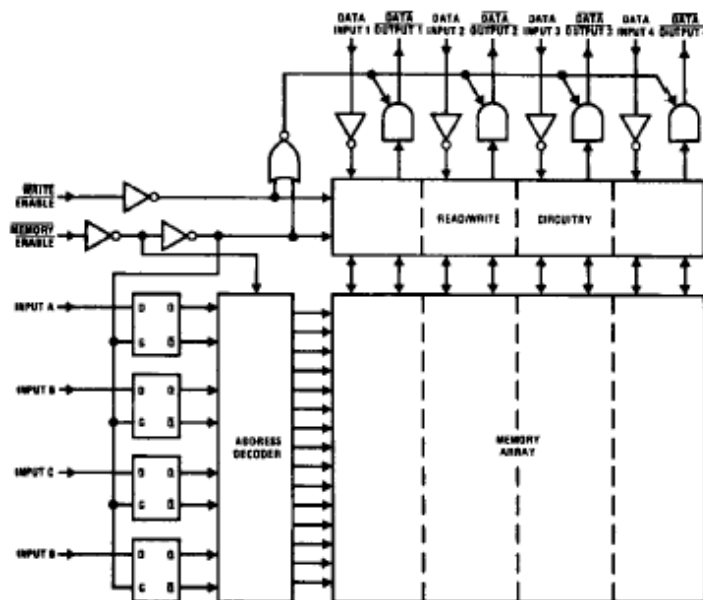 DATA INPUT 1
DATA OUTPUT 1
DATA INPUT 2
DATA OUTPUT 2
DATA INPUT 3
DATA OUTPUT 3
DATA INPUT 4
DATA OUTPUT
WRITE ENABLE
MEMORY ENABLE
READ/WRITE
CIRCUITRY
INPUT A
D Q
G Q
INPUT B
D Q
G Q
INPUT C
D Q
G Q
INPUT
D Q
G Q
ADDRESS
DECODER
MEMORY
ARRAY